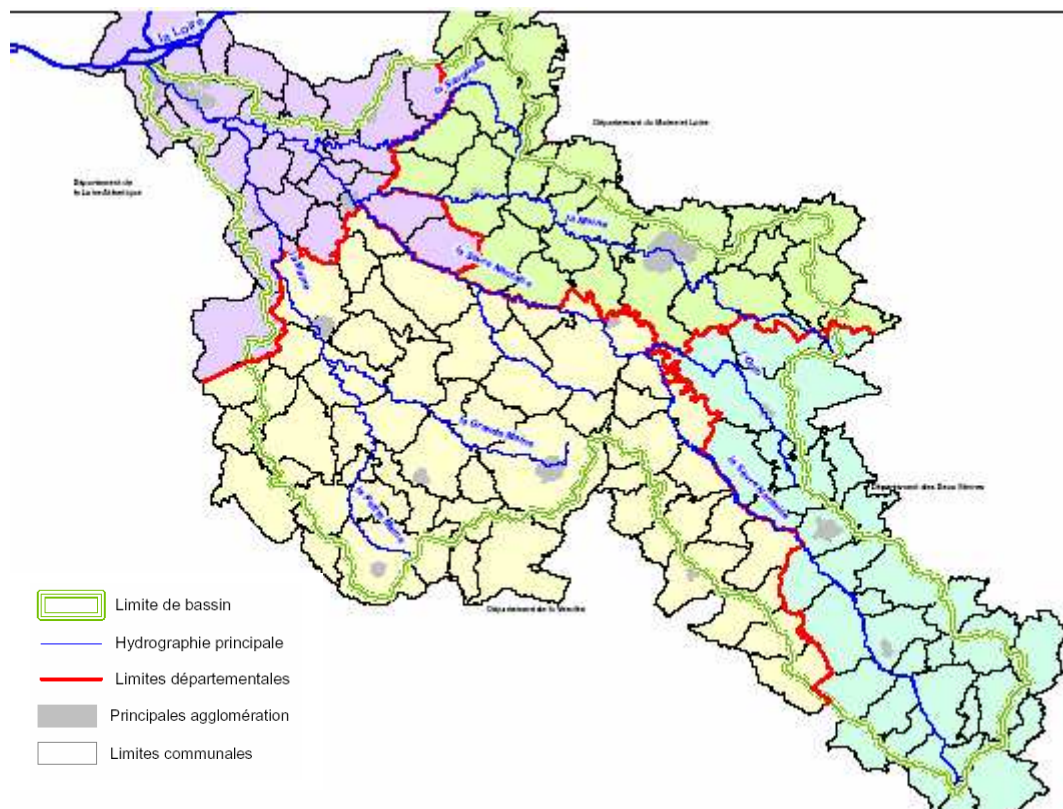 la Loire
la Sanguèze
Département du Maine et Loire
Département de
la Loire Atlantique
la Moine
la Sèvre Nantaise
la Maine
l'Ouin
la Grande Maine
la Sèvre Nantaise
Département des Deux Sèvres
la Petite Maine
Département de la Vendée
Limite de bassin
Hydrographie principale
Limites départementales
Principales agglomération
Limites communales